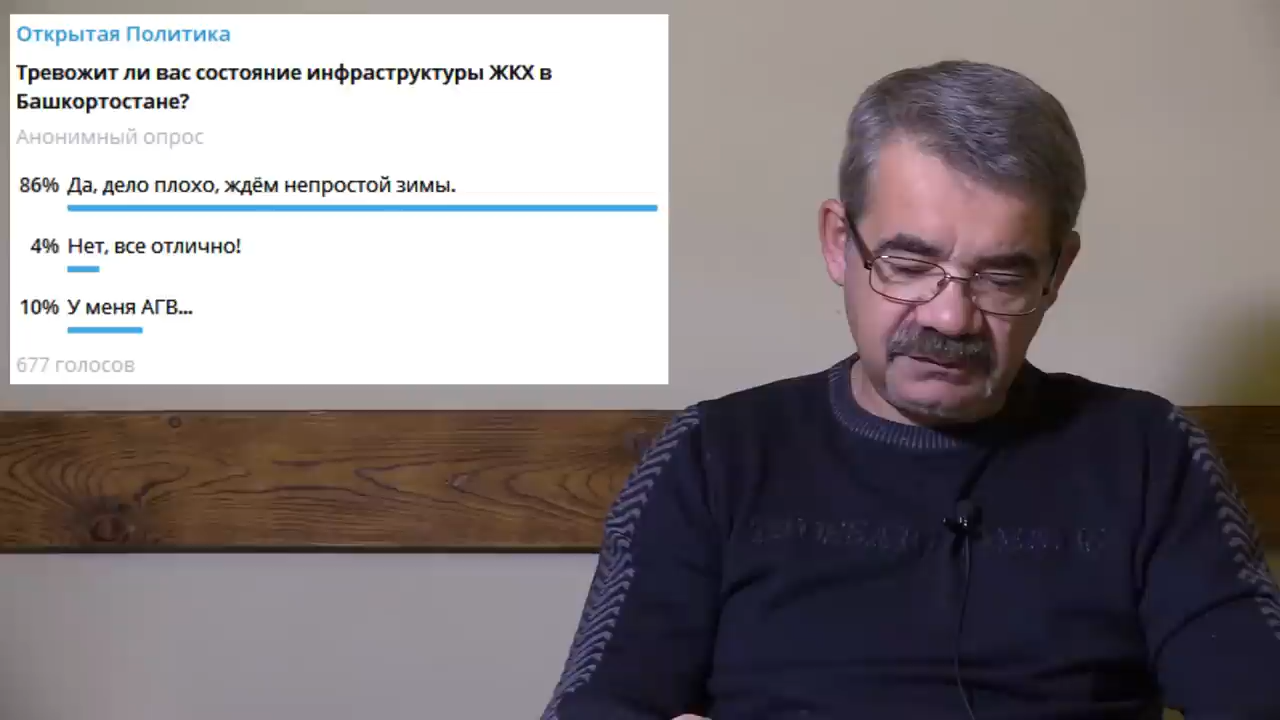 Открытая Политика
Тревожит ли вас состояние инфраструктуры ЖКХ в
Башкортостане?
Анонимный опрос
86% Да, дело плохо, ждём непростой зимы.
4% Нет, все отлично!
10% У меня АГВ...
677 голосов